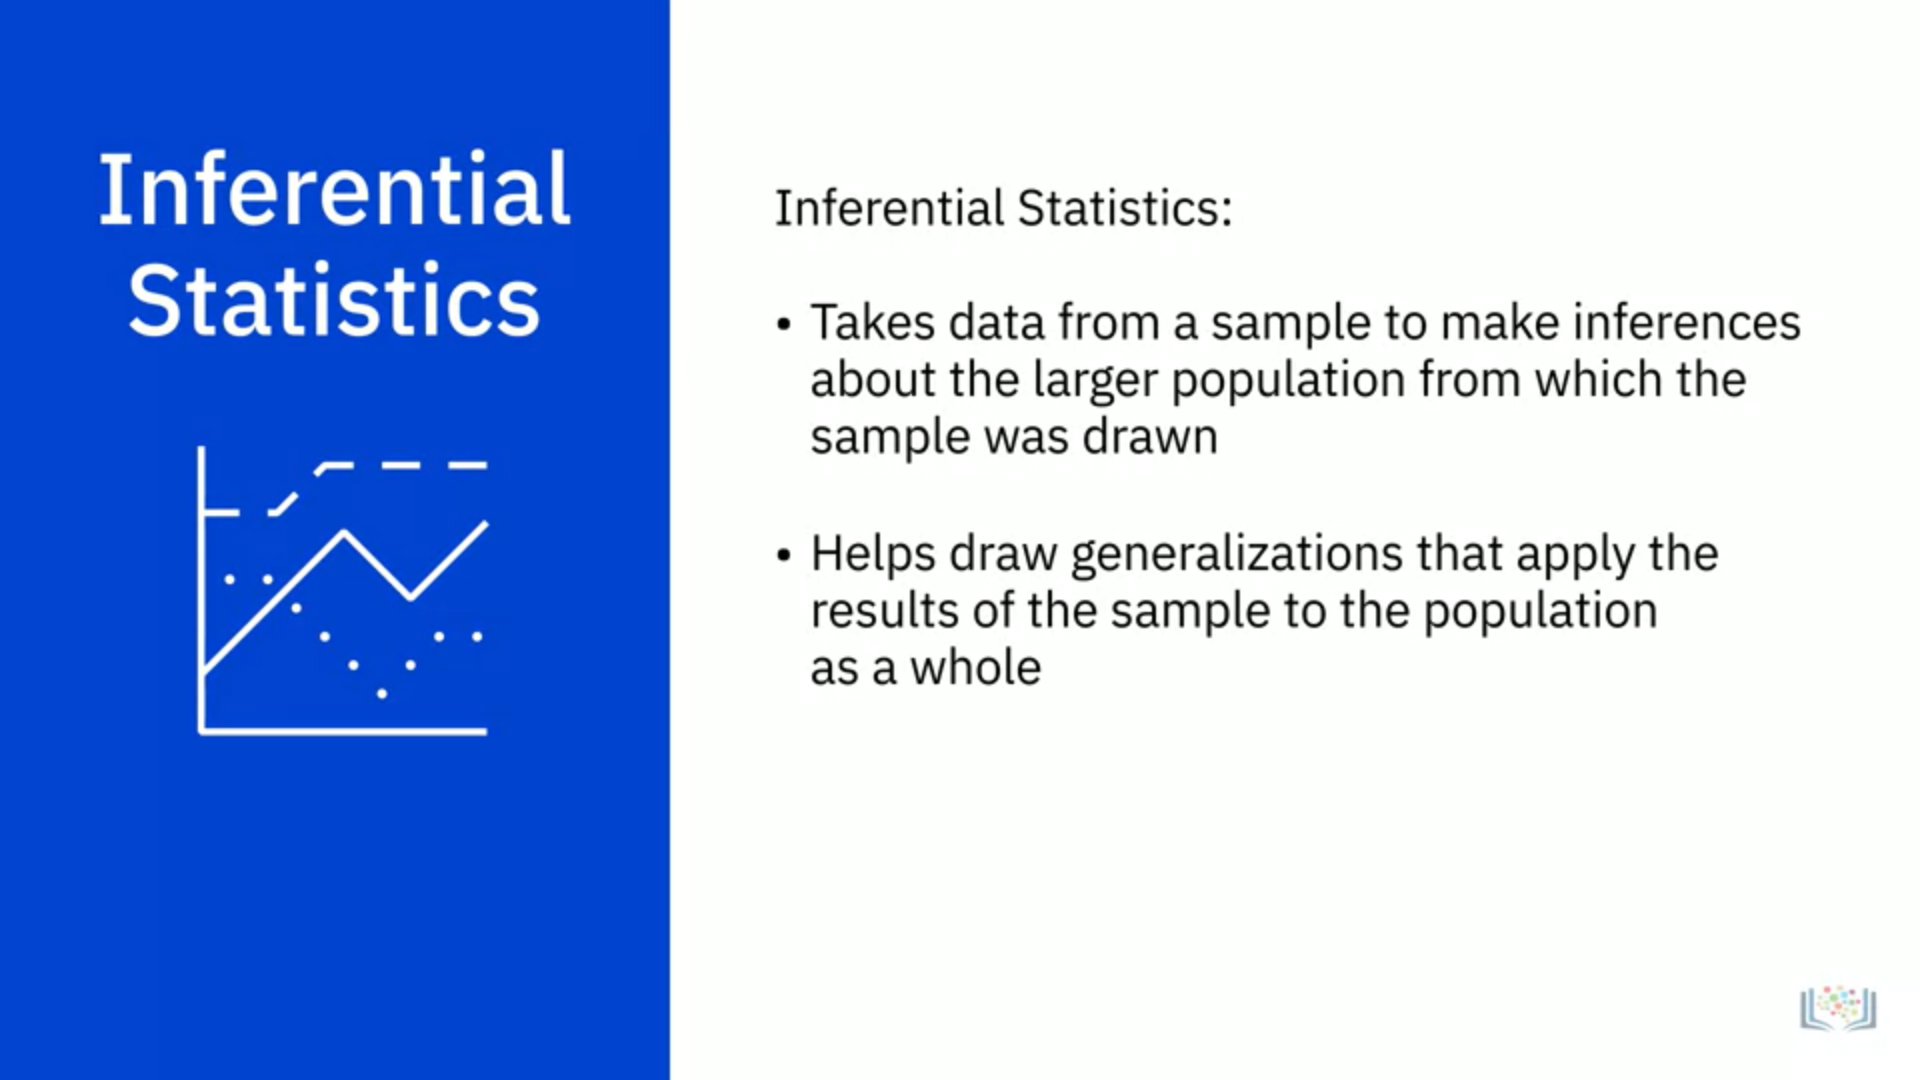 Inferential
Statistics
Inferential Statistics:
• Takes data from a sample to make inferences
about the larger population from which the
sample was drawn
• Helps draw generalizations that apply the
results of the sample to the population
as a whole